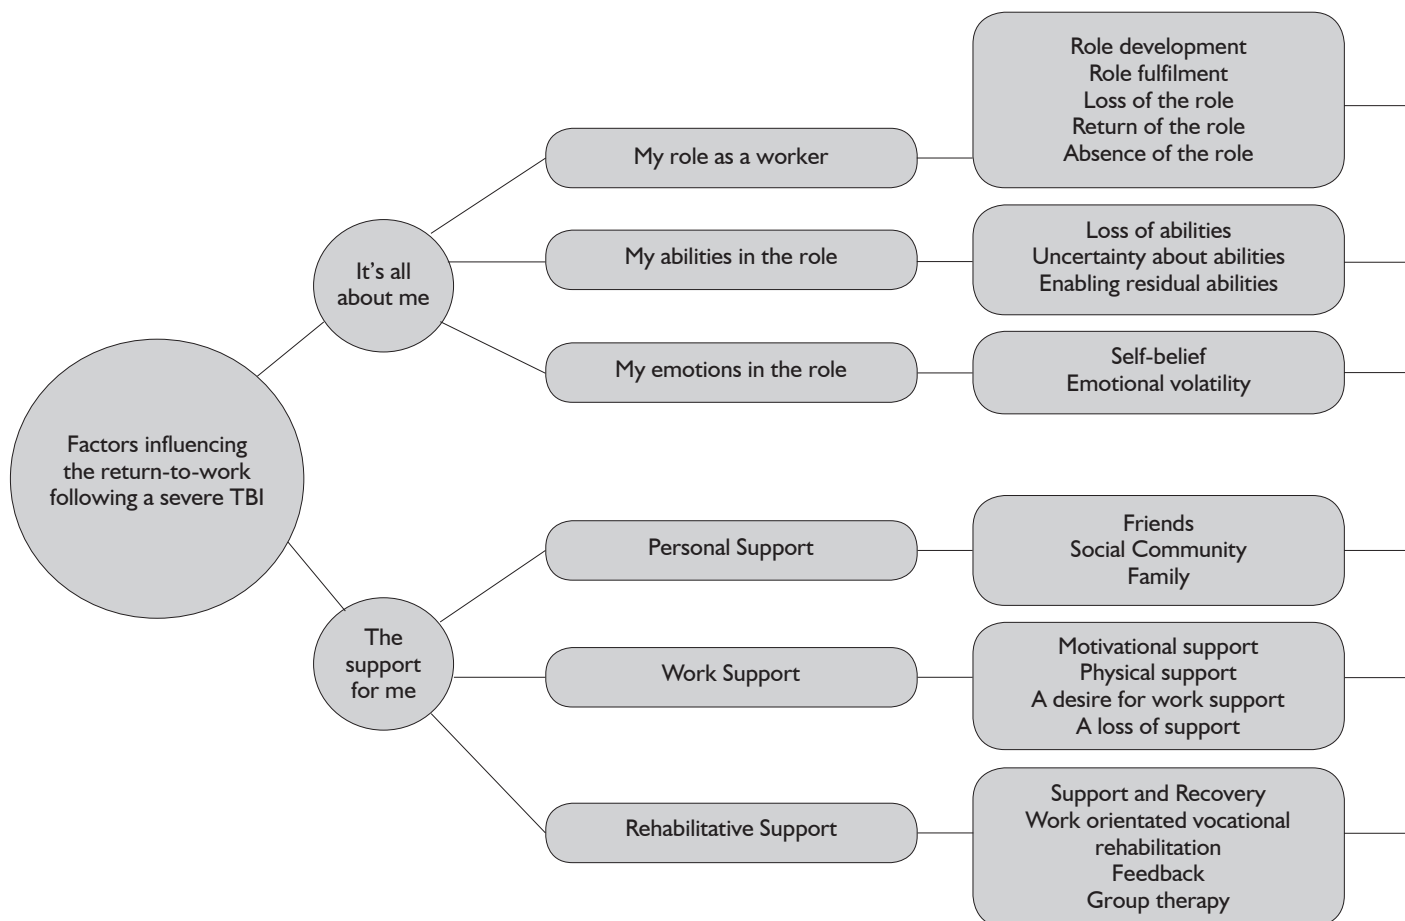 Factors influencing
the return-to-work
following a severe TBI
It's all
about me
My role as a worker
Role development
Role fulfilment
Loss of the role
Return of the role
Absence of the role
My abilities in the role
Loss of abilities
Uncertainty about abilities
Enabling residual abilities
My emotions in the role
Self-belief
Emotional volatility
The
support
for me
Personal Support
Friends
Social Community
Family
Work Support
Motivational support
Physical support
A desire for work support
A loss of support
Rehabilitative Support
Support and Recovery
Work orientated vocational
rehabilitation
Feedback
Group therapy